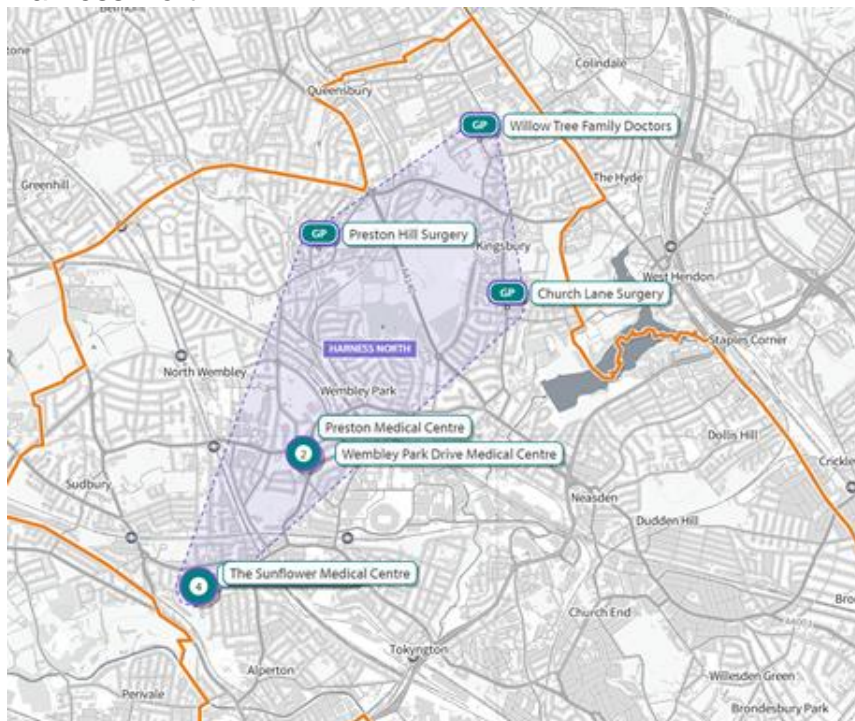 Colindale
Queensbury
GP
Willow Tree Family Doctors
The Hyde
Greenhill
GP
Preston Hill Surgery
Kingsbury
West Hendon
GP
Church Lane Surgery
Staples Corner
HARNESS NORTH
North Wembley
Wembley Park
Preston Medical Centre
Dollis Hill
2
Wembley Park Drive Medical Centre
Sudbury
Neasden
Dudden Hill
4
The Sunflower Medical Centre
Church End
Tokyngton
Alperton
Willesden Green
Perivale
Brondesbury Park